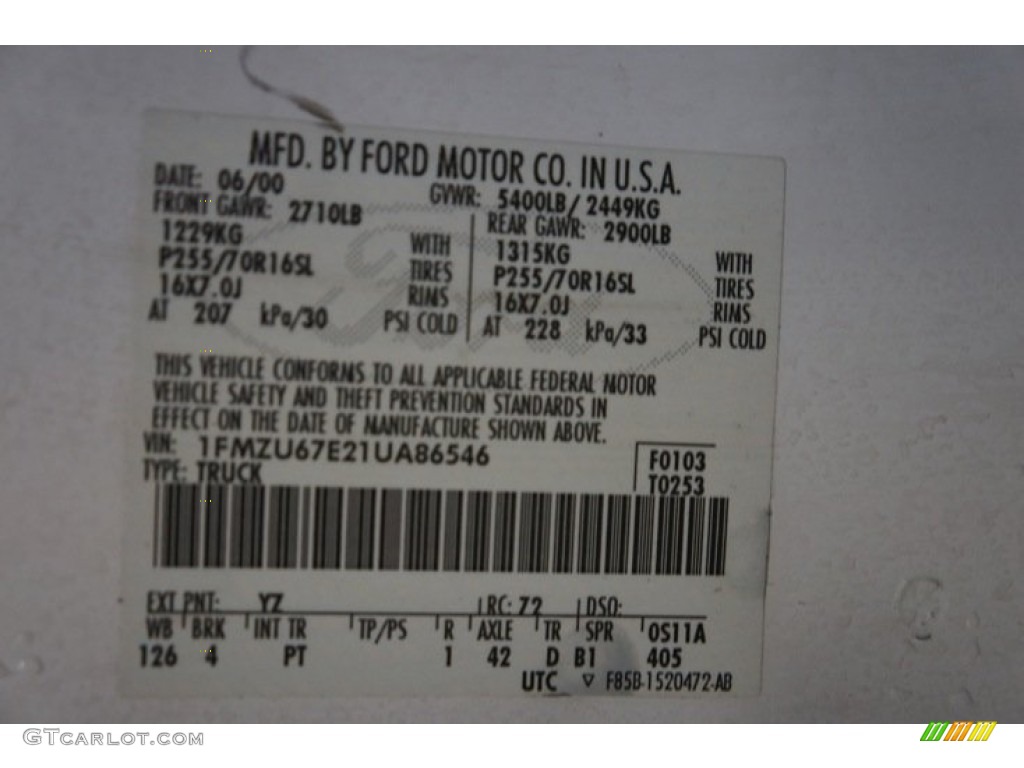 MFD. BY FORD MOTOR CO. IN U.S.A.
DATE: 06/00 GVWR: 5400LB/ 2449KG
FRONT GAWR: 2710LB REAR GAWR: 2900LB
1229KG WITH 1315KG WITH
P255/70R16SL TIRES P255/70R16SL TIRES
16X7.0J RIMS 16X7.0J RIMS
AT 207 kPa/30 PSI COLD AT 228 kPa/33 PSI COLD
THIS VEHICLE CONFORMS TO ALL APPLICABLE FEDERAL MOTOR
VEHICLE SAFETY AND THEFT PREVENTION STANDARDS IN
EFFECT ON THE DATE OF MANUFACTURE SHOWN ABOVE.
VIN: 1FMZU67E21UA86546 F0103
TYPE: TRUCK T0253
EXT PNT: YZ RC: 72 DSO:
WB BRK INT TR TP/PS R AXLE TR SPR 0S11A
126 4 PT 1 42 D B1 405
UTC ▽ F85B-1520472-AB
GTcarlot.com